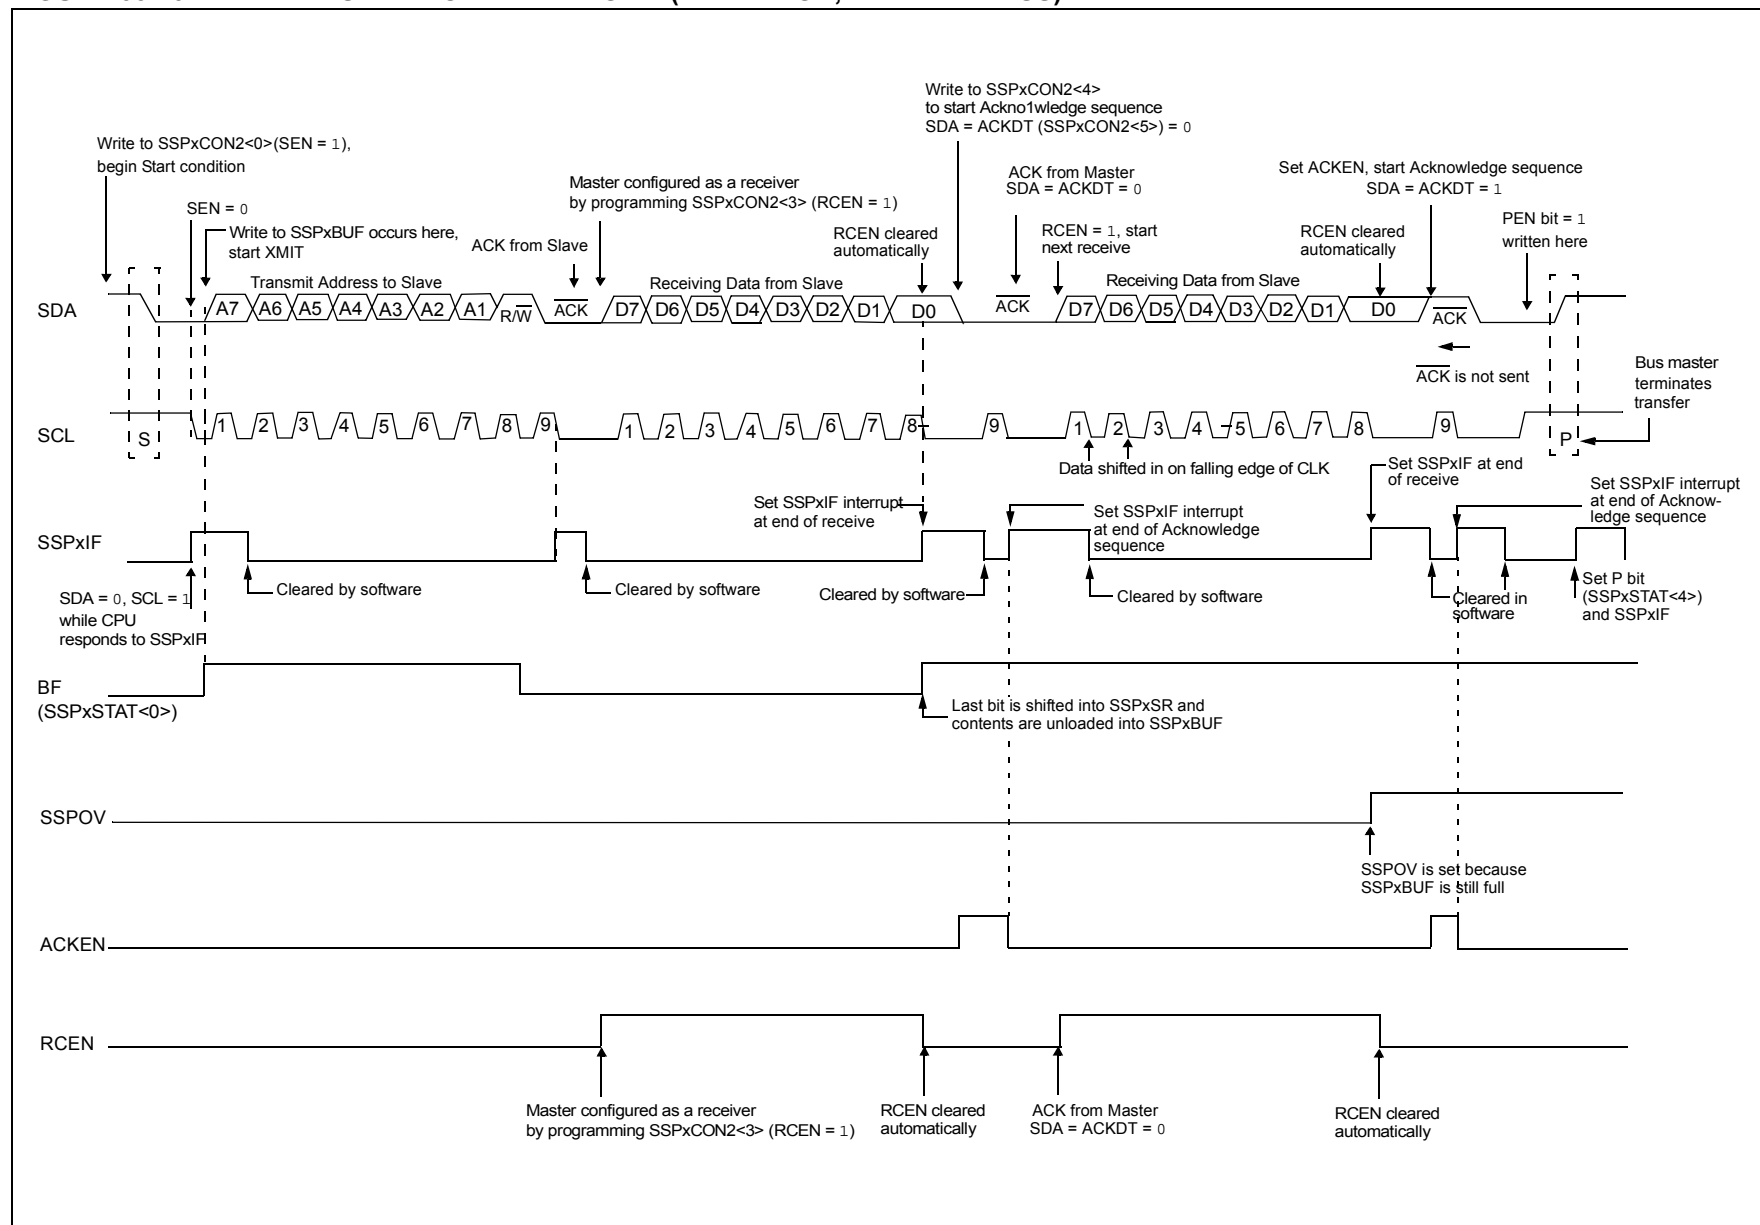 Write to SSPxCON2<4>
to start Ackno1wledge sequence
SDA = ACKDT (SSPxCON2<5>) = 0
Write to SSPxCON2<0>(SEN = 1),
begin Start condition
SEN = 0
Write to SSPxBUF occurs here,
start XMIT
ACK from Slave
Master configured as a receiver
by programming SSPxCON2<3> (RCEN = 1)
RCEN cleared
automatically
ACK from Master
SDA = ACKDT = 0
RCEN = 1, start
next receive
Set ACKEN, start Acknowledge sequence
SDA = ACKDT = 1
RCEN cleared
automatically
PEN bit = 1
written here
Transmit Address to Slave
Receiving Data from Slave
Receiving Data from Slave
SDA
A7 A6 A5 A4 A3 A2 A1 R/W ACK D7 D6 D5 D4 D3 D2 D1 D0 ACK D7 D6 D5 D4 D3 D2 D1 D0 ACK
ACK is not sent
Bus master
terminates
transfer
SCL
S 1 2 3 4 5 6 7 8 9 1 2 3 4 5 6 7 8 9 1 2 3 4 5 6 7 8 9 P
Data shifted in on falling edge of CLK
Set SSPxIF interrupt
at end of receive
Set SSPxIF interrupt
at end of Acknowledge
sequence
Set SSPxIF at end
of receive
Set SSPxIF interrupt
at end of Acknow-
ledge sequence
SSPxIF
SDA = 0, SCL = 1
while CPU
responds to SSPxIF
Cleared by software
Cleared by software
Cleared by software
Cleared by software
Cleared in
software
Set P bit
(SSPxSTAT<4>)
and SSPxIF
BF
(SSPxSTAT<0>)
Last bit is shifted into SSPxSR and
contents are unloaded into SSPxBUF
SSPOV
SSPOV is set because
SSPxBUF is still full
ACKEN
RCEN
Master configured as a receiver
by programming SSPxCON2<3> (RCEN = 1)
RCEN cleared
automatically
ACK from Master
SDA = ACKDT = 0
RCEN cleared
automatically